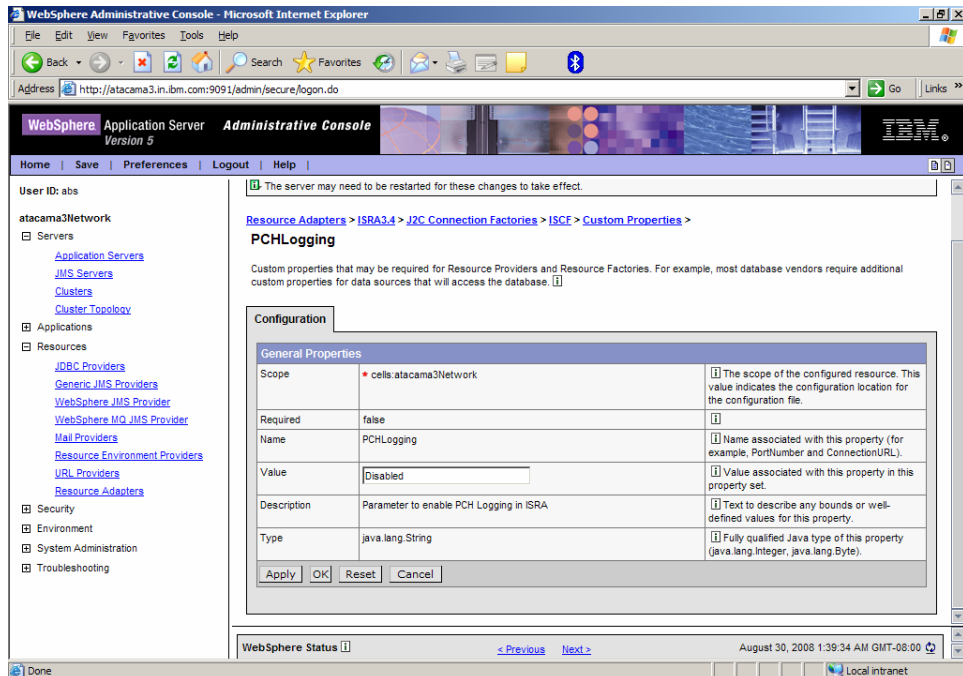 WebSphere Administrative Console - Microsoft Internet Explorer
File Edit View Favorites Tools Help
Back Search Favorites
Address http://atacama3.in.ibm.com:9091/admin/secure/logon.do Go Links »
WebSphere. Application Server Administrative Console
Version 5
IBM.
Home | Save | Preferences | Logout | Help |
User ID: abs
atacama3Network
Servers
Application Servers
JMS Servers
Clusters
Cluster Topology
Applications
Resources
JDBC Providers
Generic JMS Providers
WebSphere JMS Provider
WebSphere MQ JMS Provider
Mail Providers
Resource Environment Providers
URL Providers
Resource Adapters
Security
Environment
System Administration
Troubleshooting
The server may need to be restarted for these changes to take effect.
Resource Adapters > ISRA3.4 > J2C Connection Factories > ISCF > Custom Properties >
PCHLogging
Custom properties that may be required for Resource Providers and Resource Factories. For example, most database vendors require additional
custom properties for data sources that will access the database. i
Configuration
General Properties
Scope * cells:atacama3Network i The scope of the configured resource. This
value indicates the configuration location for
the configuration file.
Required false i
Name PCHLogging i Name associated with this property (for
example, PortNumber and ConnectionURL).
Value Disabled i Value associated with this property in this
property set.
Description Parameter to enable PCH Logging in ISRA i Text to describe any bounds or well-
defined values for this property.
Type java.lang.String i Fully qualified Java type of this property
(java.lang.Integer, java.lang.Byte).
Apply OK Reset Cancel
WebSphere Status i < Previous Next > August 30, 2008 1:39:34 AM GMT-08:00
Done Local intranet